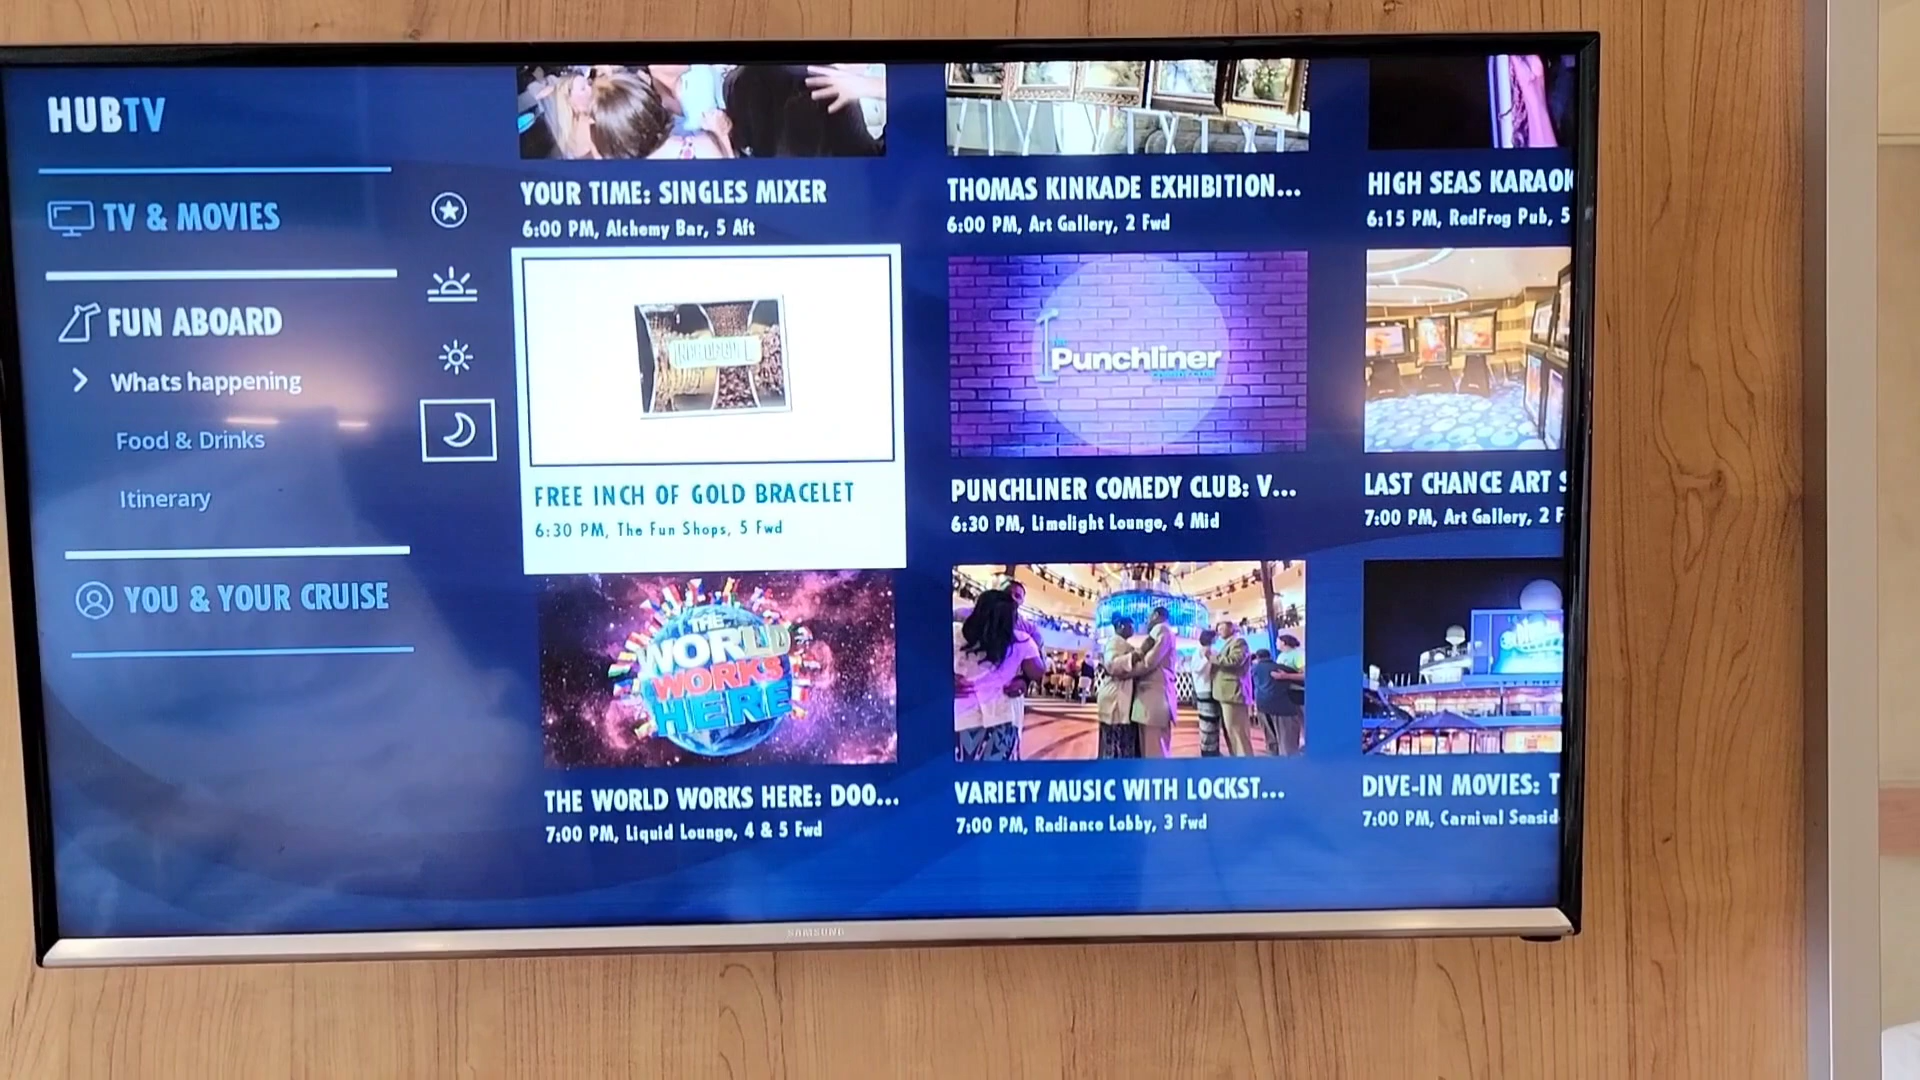 HUBTV
TV & MOVIES
FUN ABOARD
Whats happening
Food & Drinks
Itinerary
YOU & YOUR CRUISE
YOUR TIME: SINGLES MIXER
6:00 PM, Alchemy Bar, 5 Aft
THOMAS KINKADE EXHIBITION...
6:00 PM, Art Gallery, 2 Fwd
HIGH SEAS KARAOK
6:15 PM, RedFrog Pub, 5
FREE INCH OF GOLD BRACELET
6:30 PM, The Fun Shops, 5 Fwd
Punchliner
PUNCHLINER COMEDY CLUB: V...
6:30 PM, Limelight Lounge, 4 Mid
LAST CHANCE ART S
7:00 PM, Art Gallery, 2 F
THE
WORLD
WORKS
HERE
THE WORLD WORKS HERE: DOO...
7:00 PM, Liquid Lounge, 4 & 5 Fwd
VARIETY MUSIC WITH LOCKST...
7:00 PM, Radiance Lobby, 3 Fwd
DIVE-IN MOVIES: T
7:00 PM, Carnival Seasid
SAMSUNG